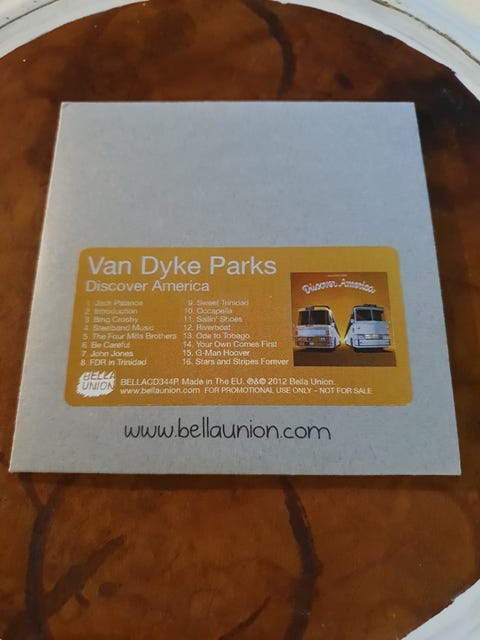 Van Dyke Parks
Discover America
1 Jack Palance
2 Introduction
3 Bing Crosby
4 Steelband Music
5 The Four Mills Brothers
6 Be Careful
7 John Jones
8 FDR in Trinidad
9. Sweet Trinidad
10. Occapella
11. Sailin' Shoes
12. Riverboat
13. Ode to Tobago
14. Your Own Comes First
15. G-Man Hoover
16. Stars and Stripes Forever
Discover America
BELLA
UNION
BELLACD344P. Made in The EU. ℗&© 2012 Bella Union.
www.bellaunion.com FOR PROMOTIONAL USE ONLY – NOT FOR SALE
www.bellaunion.com